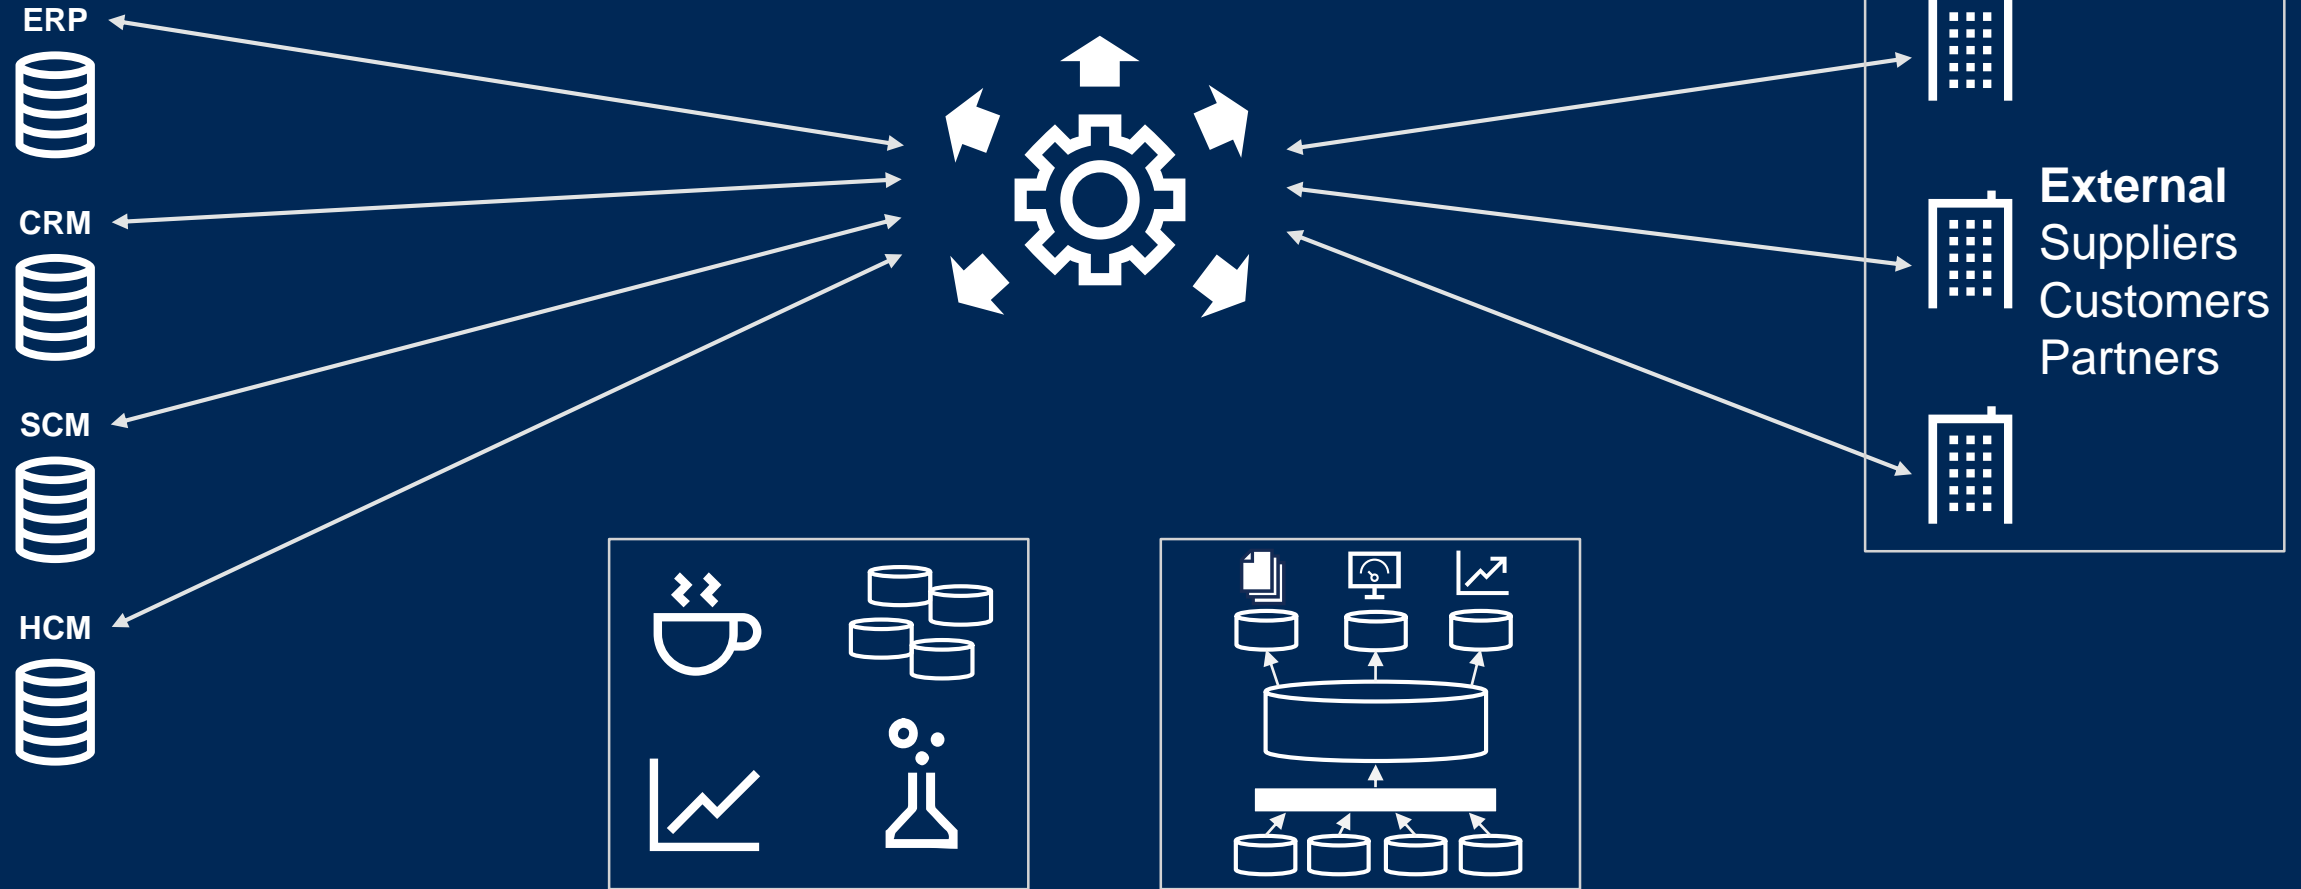 ERP
CRM
SCM
HCM
External
Suppliers
Customers
Partners